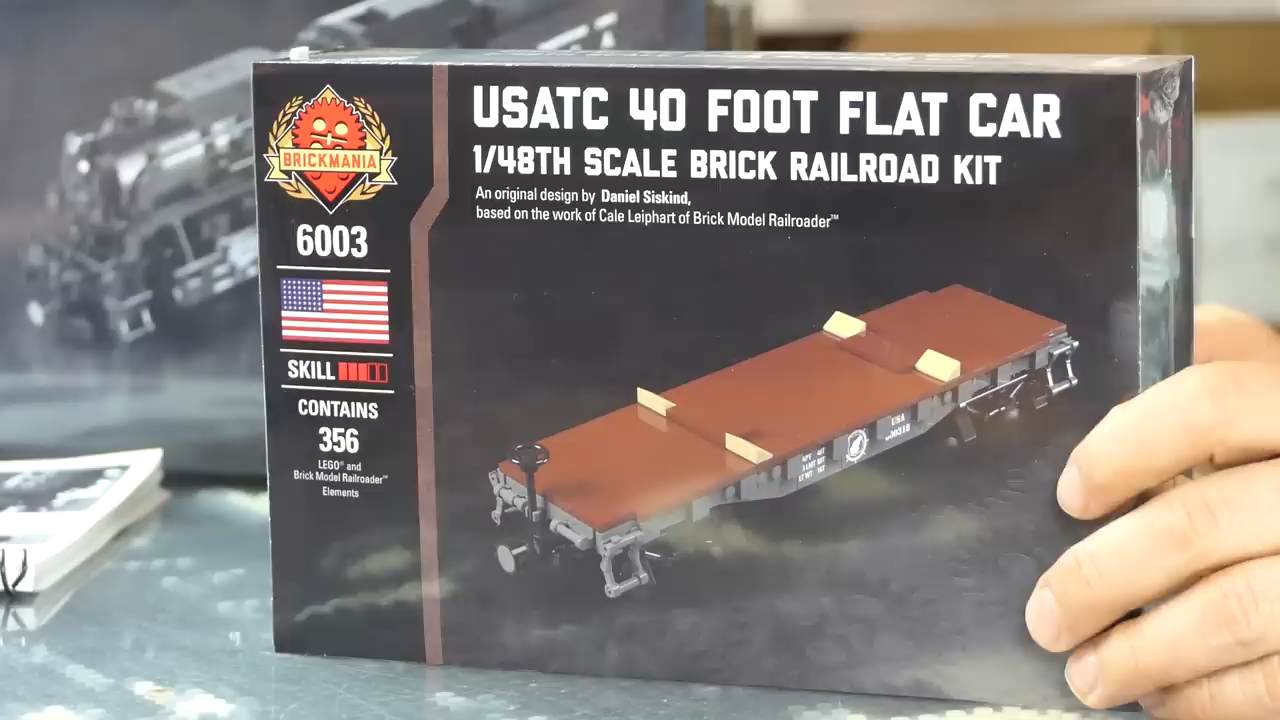 BRICKMANIA
6003
SKILL
CONTAINS
356
LEGO® and
Brick Model Railroader™
Elements
USATC 40 FOOT FLAT CAR
1/48TH SCALE BRICK RAILROAD KIT
An original design by Daniel Siskind,
based on the work of Cale Leiphart of Brick Model Railroader™
USA